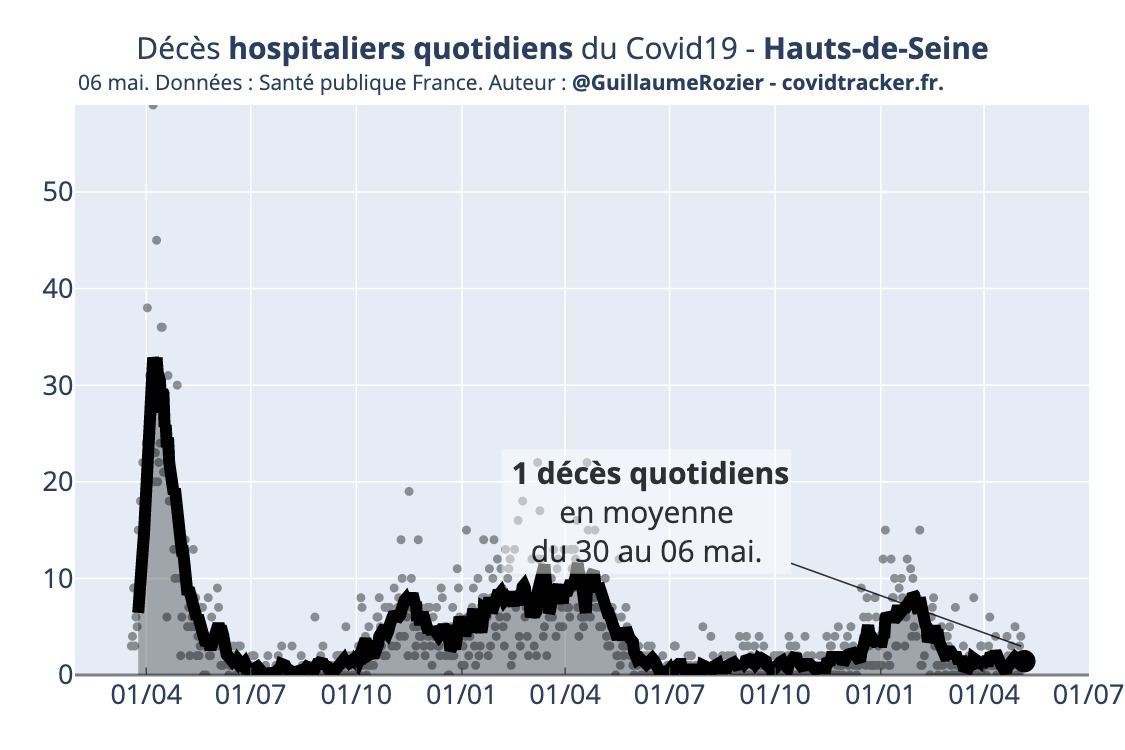 Décès hospitaliers quotidiens du Covid19 - Hauts-de-Seine
06 mai. Données : Santé publique France. Auteur : @GuillaumeRozier - covidtracker.fr.
50
40
30
20
10
0
1 décès quotidiens
en moyenne
du 30 au 06 mai.
01/04 01/07 01/10 01/01 01/04 01/07 01/10 01/01 01/04 01/07